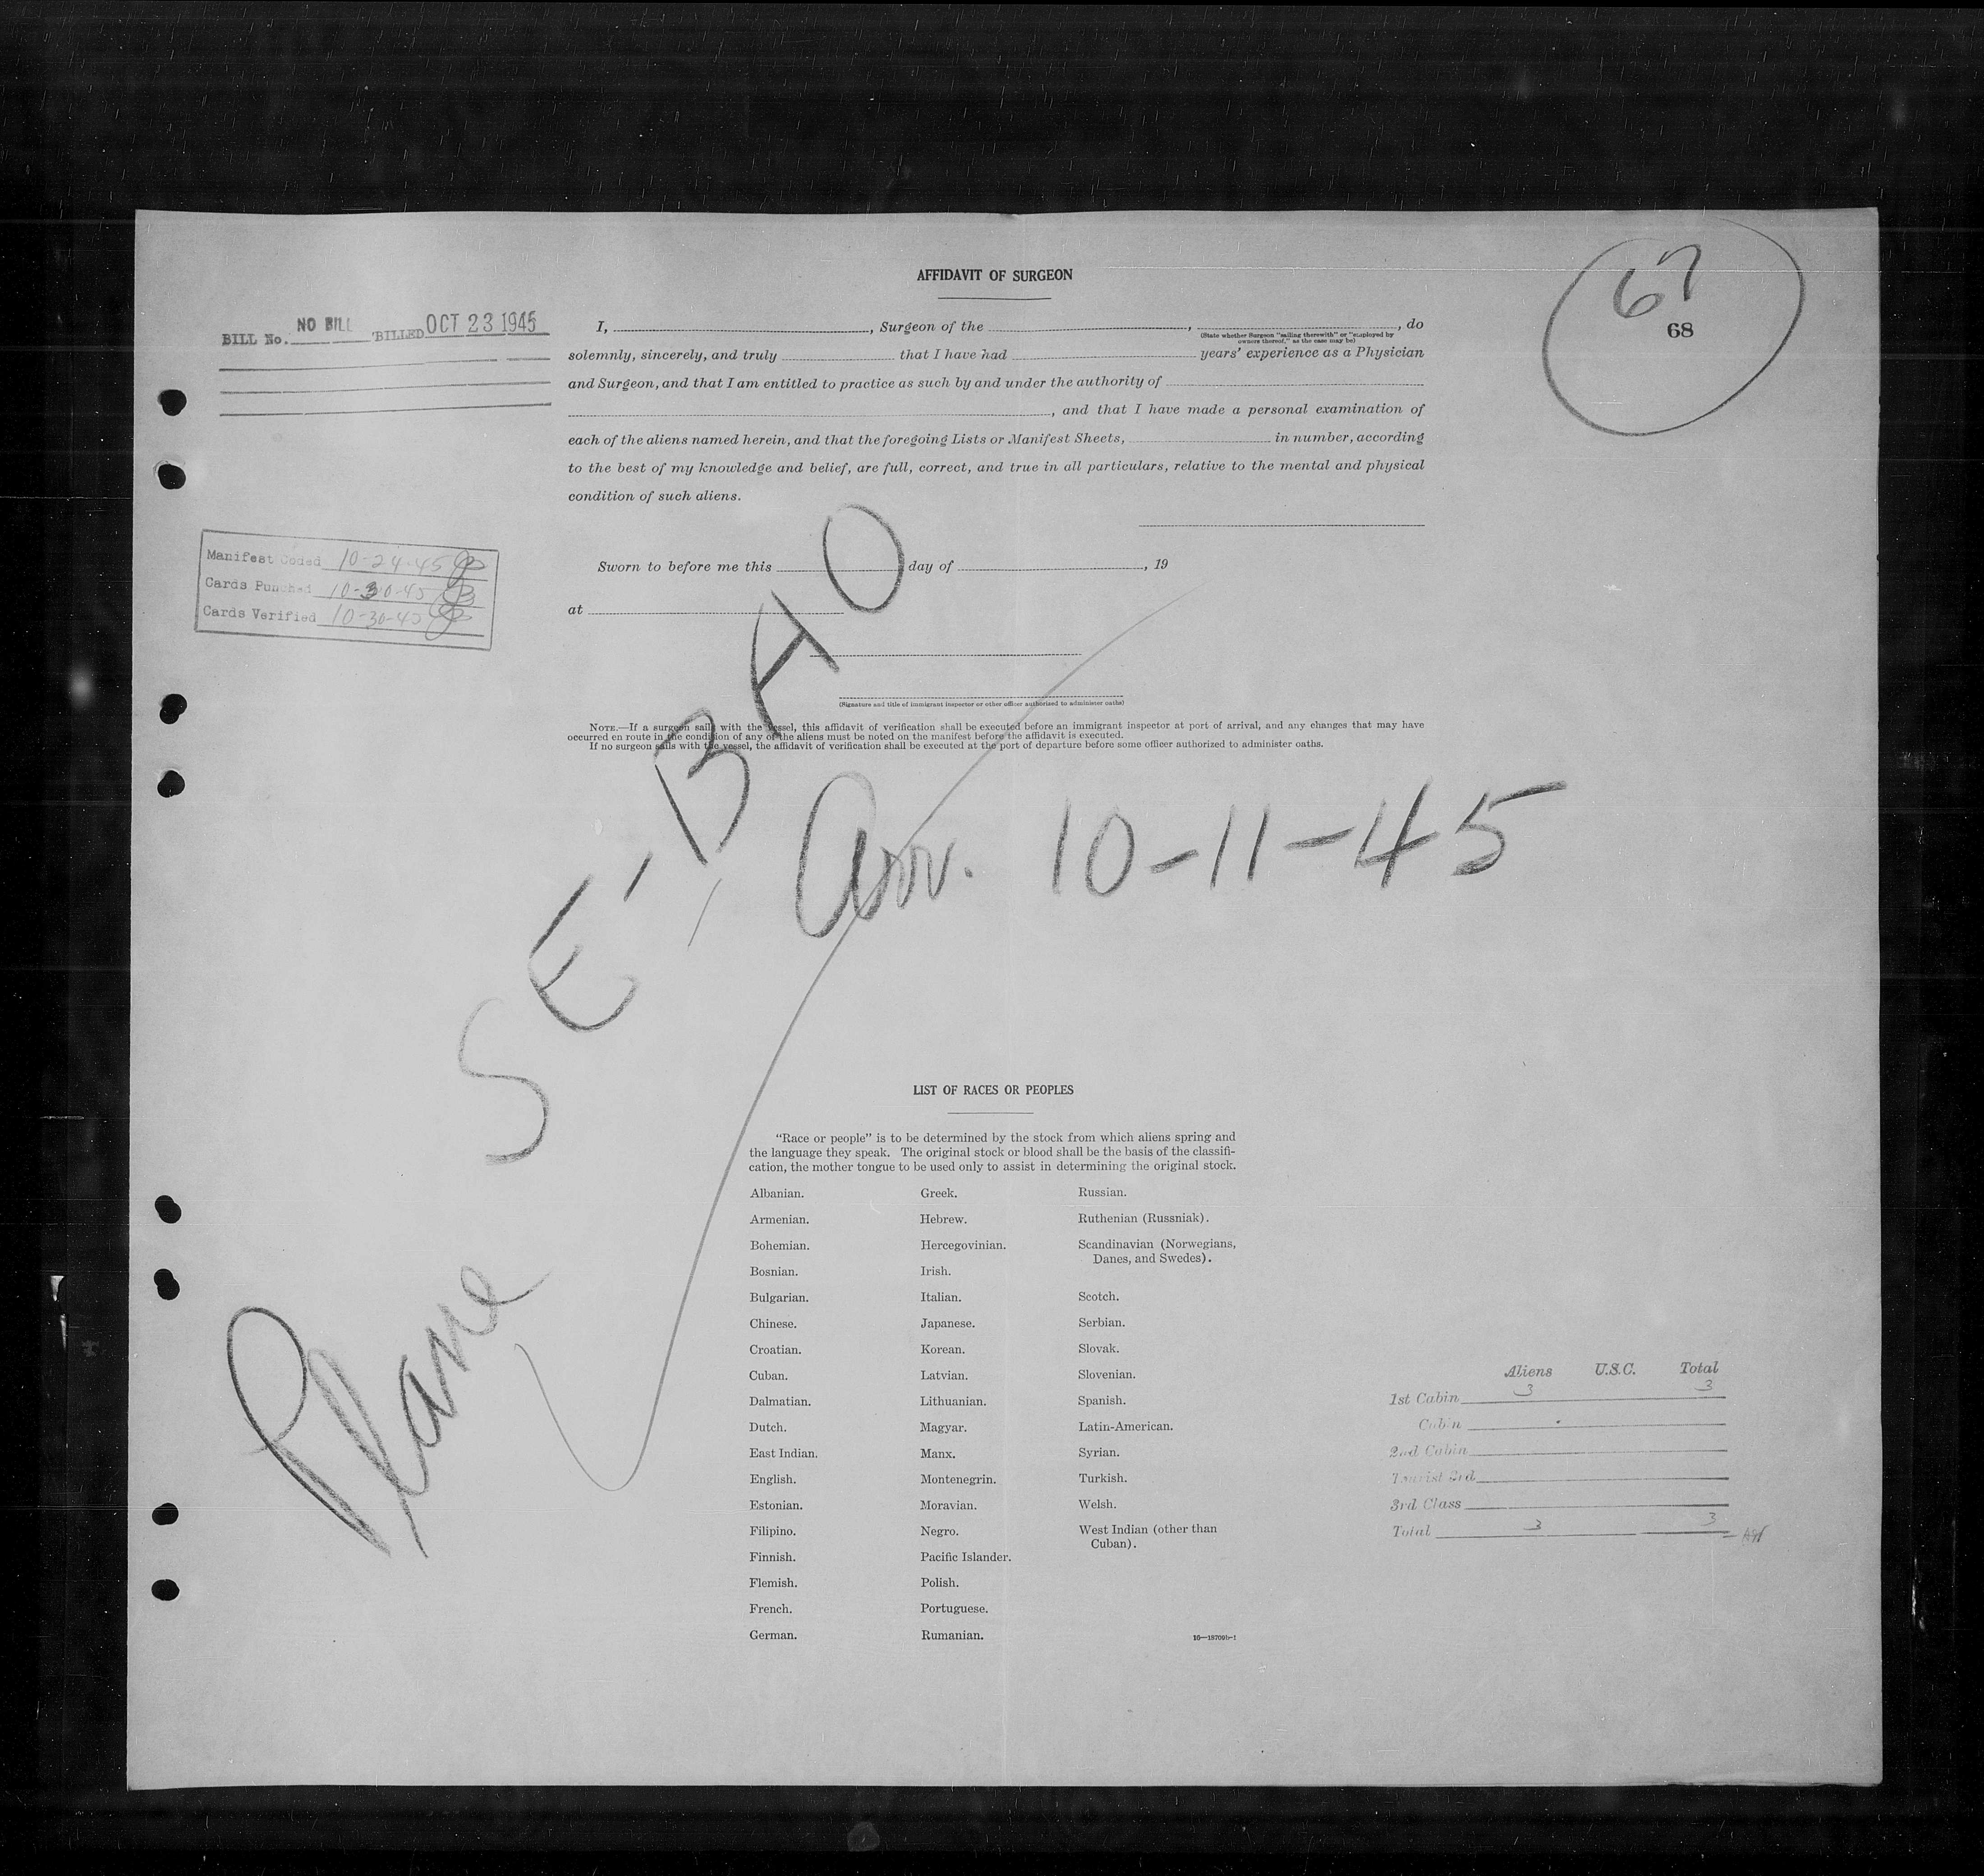 AFFIDAVIT OF SURGEON
67
68
BILL No. NO BILL BILLED OCT 23 1945
I, , Surgeon of the , , do
(State whether Surgeon "sailing therewith" or "employed by owners thereof," as the case may be)
solemnly, sincerely, and truly that I have had years' experience as a Physician
and Surgeon, and that I am entitled to practice as such by and under the authority of
, and that I have made a personal examination of
each of the aliens named herein, and that the foregoing Lists or Manifest Sheets, in number, according
to the best of my knowledge and belief, are full, correct, and true in all particulars, relative to the mental and physical
condition of such aliens.
Manifest Coded 10-24-45
Cards Punched 10-30-45
Cards Verified 10-30-45
Sworn to before me this day of , 19
at
(Signature and title of immigrant inspector or other officer authorized to administer oaths)
NOTE.—If a surgeon sails with the vessel, this affidavit of verification shall be executed before an immigrant inspector at port of arrival, and any changes that may have
occurred en route in the condition of any of the aliens must be noted on the manifest before the affidavit is executed.
If no surgeon sails with the vessel, the affidavit of verification shall be executed at the port of departure before some officer authorized to administer oaths.
Plane SE-BHO
Arr. 10-11-45
LIST OF RACES OR PEOPLES
"Race or people" is to be determined by the stock from which aliens spring and
the language they speak. The original stock or blood shall be the basis of the classifi-
cation, the mother tongue to be used only to assist in determining the original stock.
Albanian.
Armenian.
Bohemian.
Bosnian.
Bulgarian.
Chinese.
Croatian.
Cuban.
Dalmatian.
Dutch.
East Indian.
English.
Estonian.
Filipino.
Finnish.
Flemish.
French.
German.
Greek.
Hebrew.
Hercegovinian.
Irish.
Italian.
Japanese.
Korean.
Latvian.
Lithuanian.
Magyar.
Manx.
Montenegrin.
Moravian.
Negro.
Pacific Islander.
Polish.
Portuguese.
Rumanian.
Russian.
Ruthenian (Russniak).
Scandinavian (Norwegians,
Danes, and Swedes).
Scotch.
Serbian.
Slovak.
Slovenian.
Spanish.
Latin-American.
Syrian.
Turkish.
Welsh.
West Indian (other than
Cuban).
Aliens U.S.C. Total
1st Cabin 3 3
Cabin
2nd Cabin
Tourist 3rd
3rd Class
Total 3 3